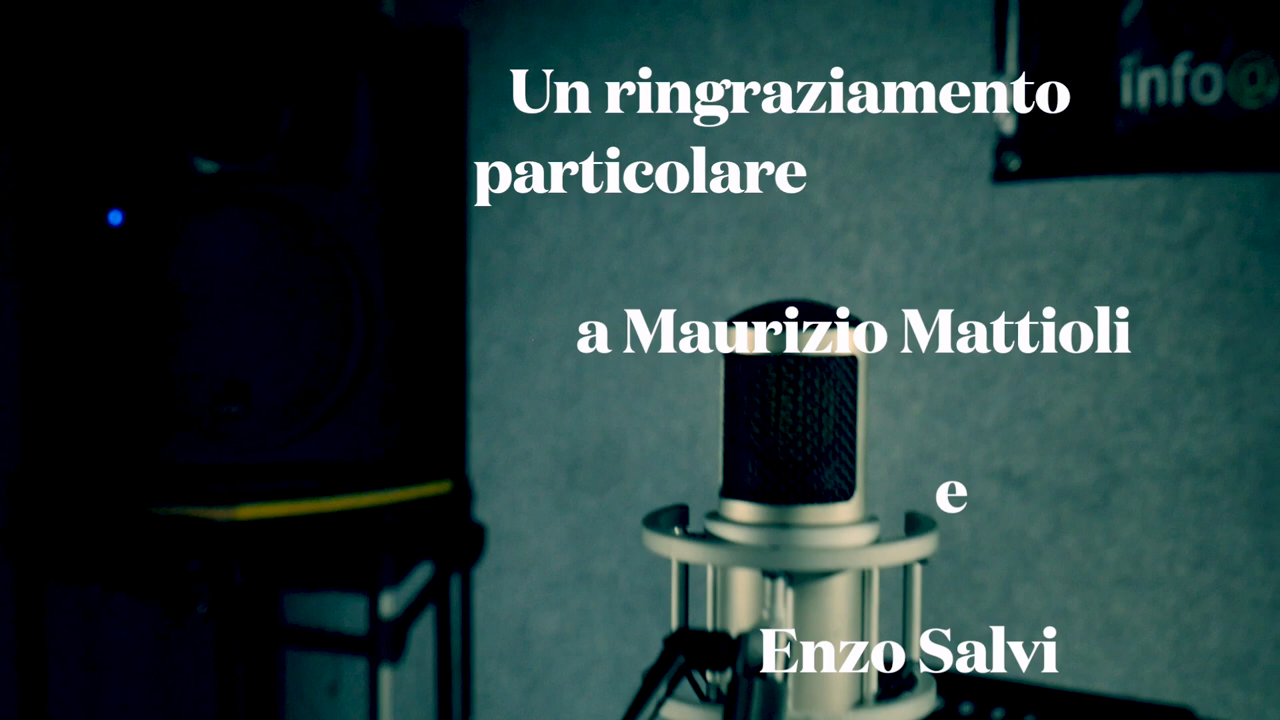 Un ringraziamento
info@
particolare
a Maurizio Mattioli
e
Enzo Salvi